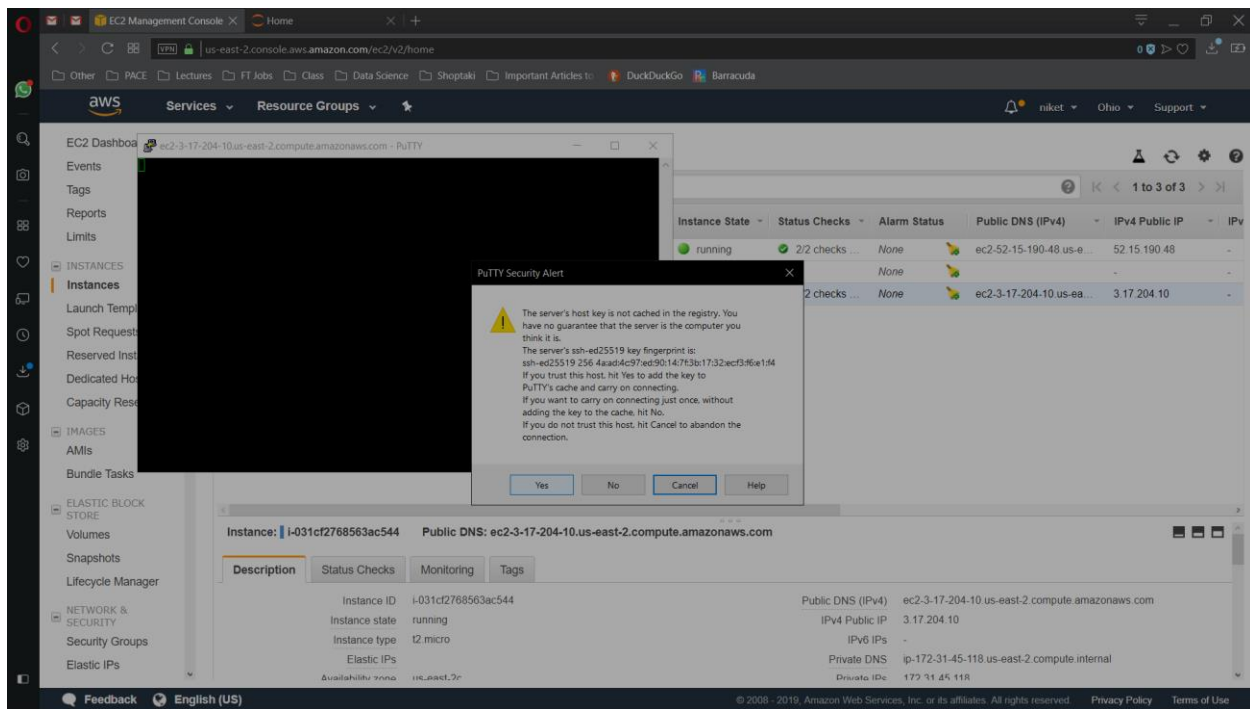 EC2 Management Console
Home
VPN
us-east-2.console.aws.amazon.com/ec2/v2/home
0
Other PACE Lectures FT Jobs Class Data Science Shoptaki Important Articles to DuckDuckGo Barracuda
aws Services Resource Groups niket Ohio Support
EC2 Dashboa
Events
Tags
Reports
Limits
INSTANCES
Instances
Launch Templ
Spot Request
Reserved Inst
Dedicated Ho
Capacity Rese
IMAGES
AMIs
Bundle Tasks
ELASTIC BLOCK
STORE
Volumes
Snapshots
Lifecycle Manager
NETWORK &
SECURITY
Security Groups
Elastic IPs
ec2-3-17-204-10.us-east-2.compute.amazonaws.com - PuTTY
1 to 3 of 3
Instance State Status Checks Alarm Status Public DNS (IPv4) IPv4 Public IP IPv
running 2/2 checks ... None ec2-52-15-190-48.us-e... 52.15.190.48 -
None - -
2 checks ... None ec2-3-17-204-10.us-ea... 3.17.204.10 -
PuTTY Security Alert
The server's host key is not cached in the registry. You
have no guarantee that the server is the computer you
think it is.
The server's ssh-ed25519 key fingerprint is:
ssh-ed25519 256 4a:ad:4c:97:ed:90:14:7f:3b:17:32:ec:f3:f6:e1:f4
If you trust this host, hit Yes to add the key to
PuTTY's cache and carry on connecting.
If you want to carry on connecting just once, without
adding the key to the cache, hit No.
If you do not trust this host, hit Cancel to abandon the
connection.
Yes No Cancel Help
Instance: i-031cf2768563ac544 Public DNS: ec2-3-17-204-10.us-east-2.compute.amazonaws.com
Description Status Checks Monitoring Tags
Instance ID i-031cf2768563ac544 Public DNS (IPv4) ec2-3-17-204-10.us-east-2.compute.amazonaws.com
Instance state running IPv4 Public IP 3.17.204.10
Instance type t2.micro IPv6 IPs -
Elastic IPs Private DNS ip-172-31-45-118.us-east-2.compute.internal
Availability zone us-east-2c Private IPs 172.31.45.118
Feedback English (US) © 2008 - 2019, Amazon Web Services, Inc. or its affiliates. All rights reserved. Privacy Policy Terms of Use